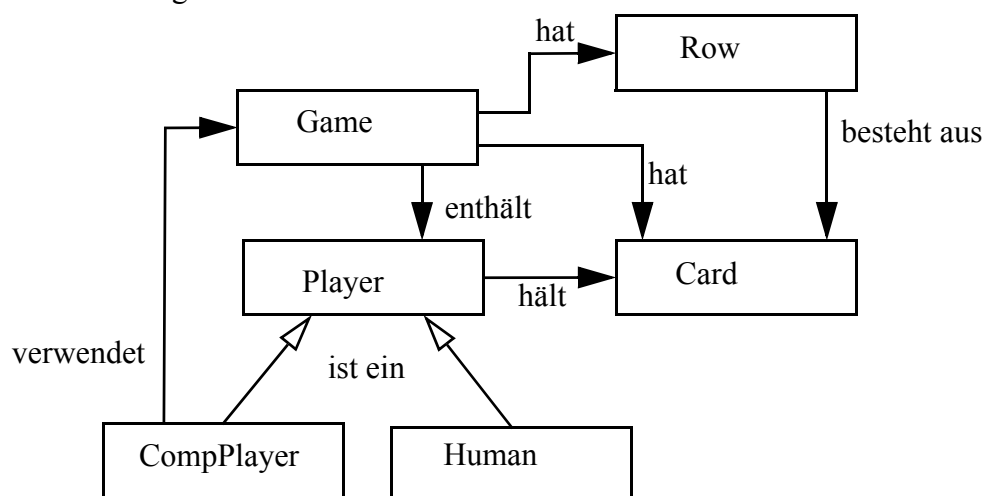 hat
Row
Game
besteht aus
hat
enthält
Player
Card
hält
verwendet
ist ein
CompPlayer
Human